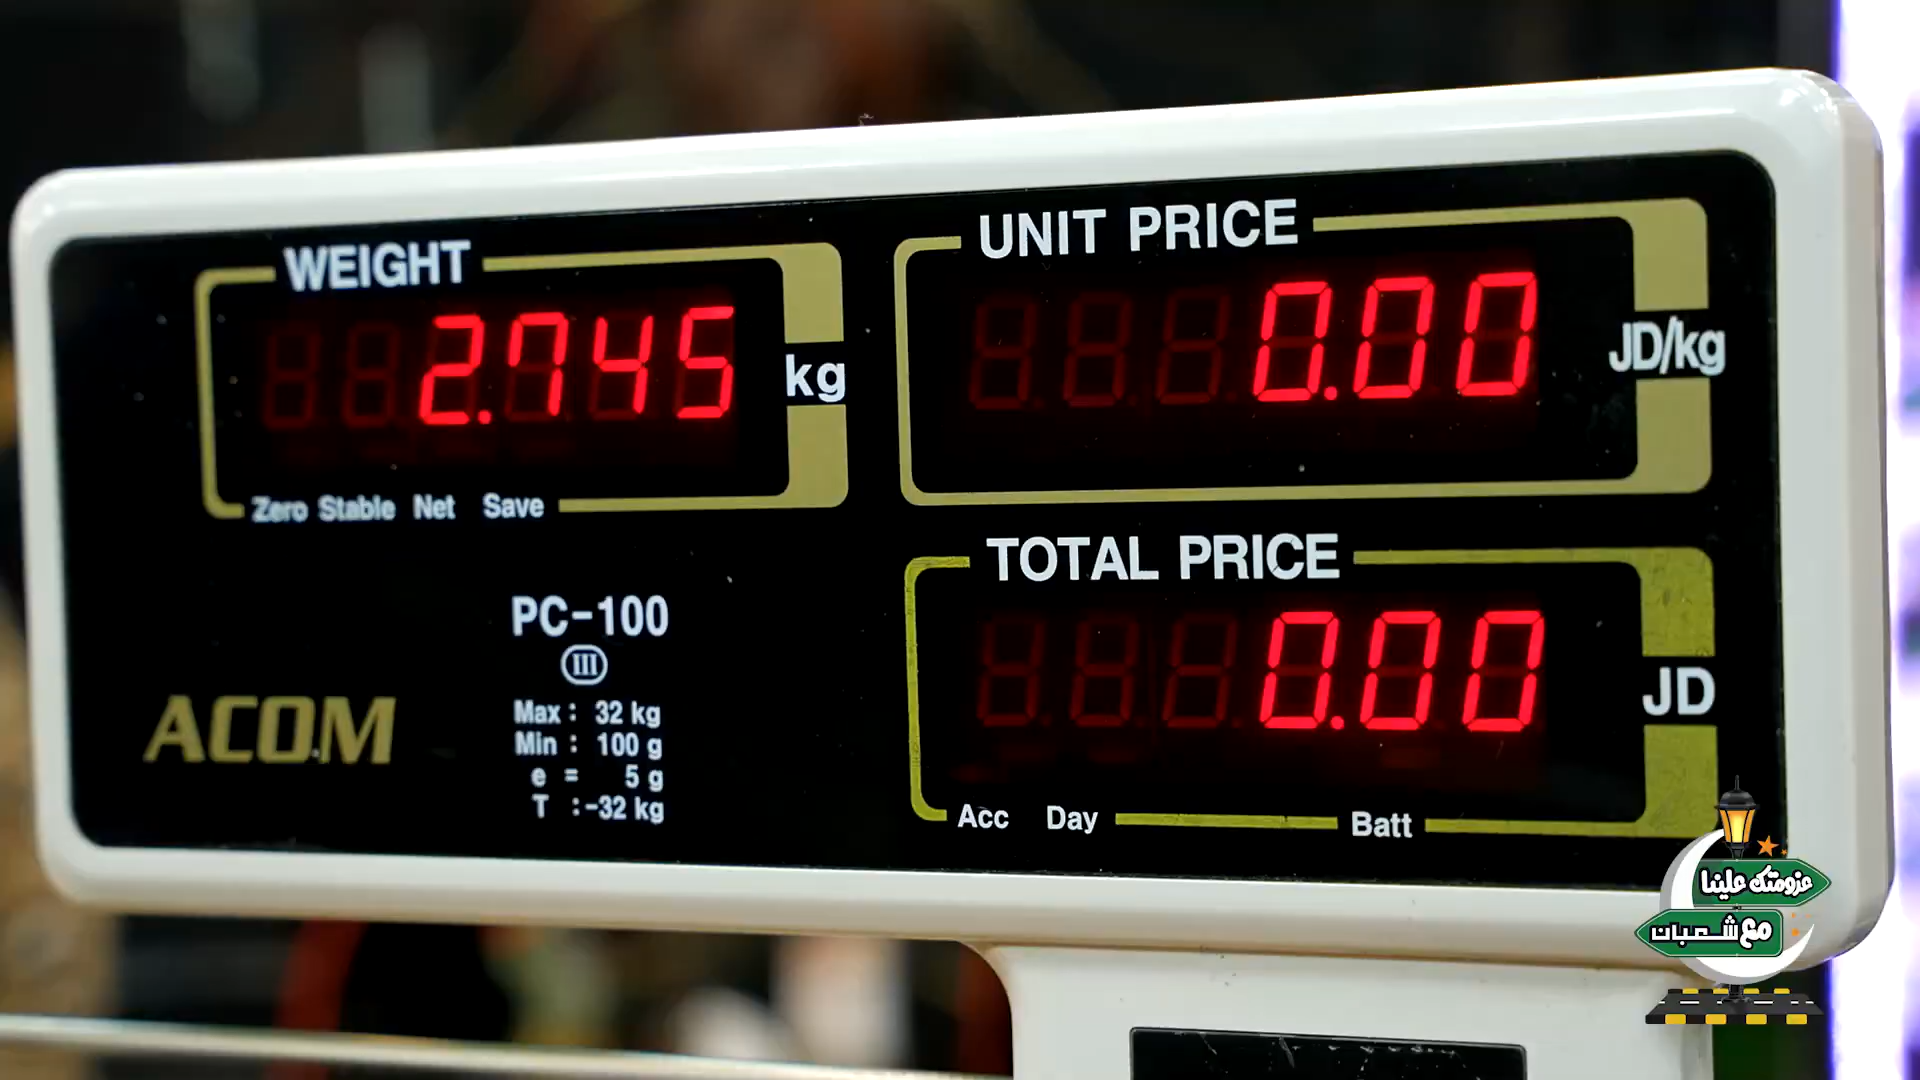 WEIGHT
2.745
kg
Zero Stable Net Save
UNIT PRICE
0.00
JD/kg
TOTAL PRICE
0.00
JD
Acc Day Batt
PC-100
III
Max : 32 kg
Min : 100 g
e = 5 g
T :-32 kg
ACOM
عزومتك علينا
مع شعبان